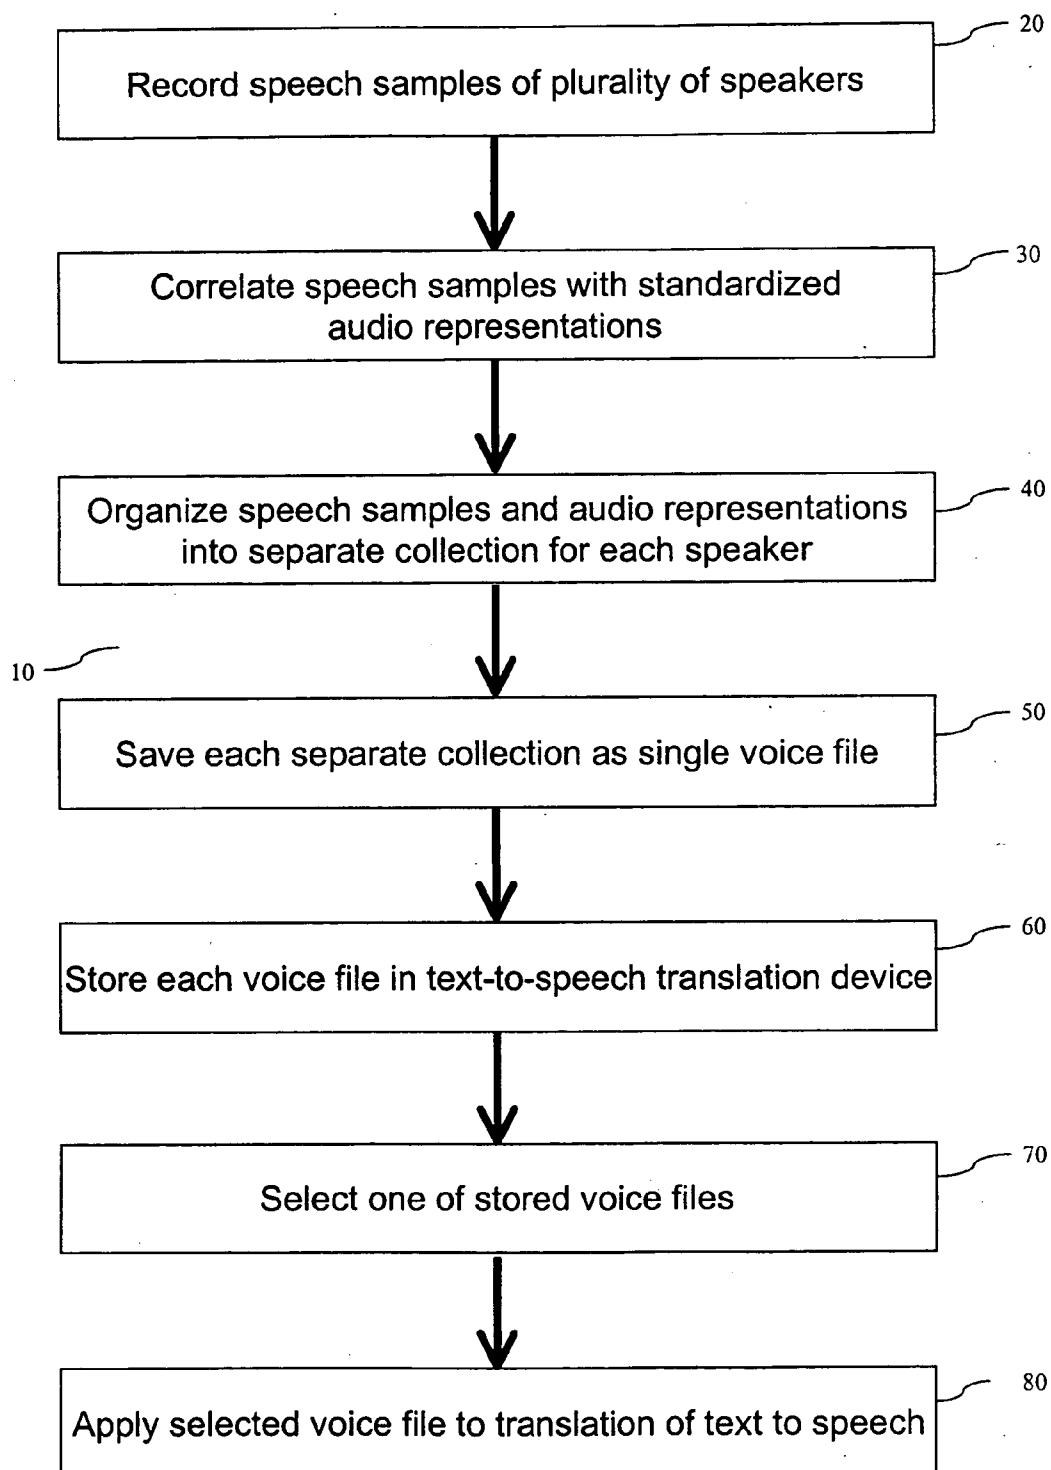 20
Record speech samples of plurality of speakers
30
Correlate speech samples with standardized
audio representations
40
Organize speech samples and audio representations
into separate collection for each speaker
10
50
Save each separate collection as single voice file
60
Store each voice file in text-to-speech translation device
70
Select one of stored voice files
80
Apply selected voice file to translation of text to speech